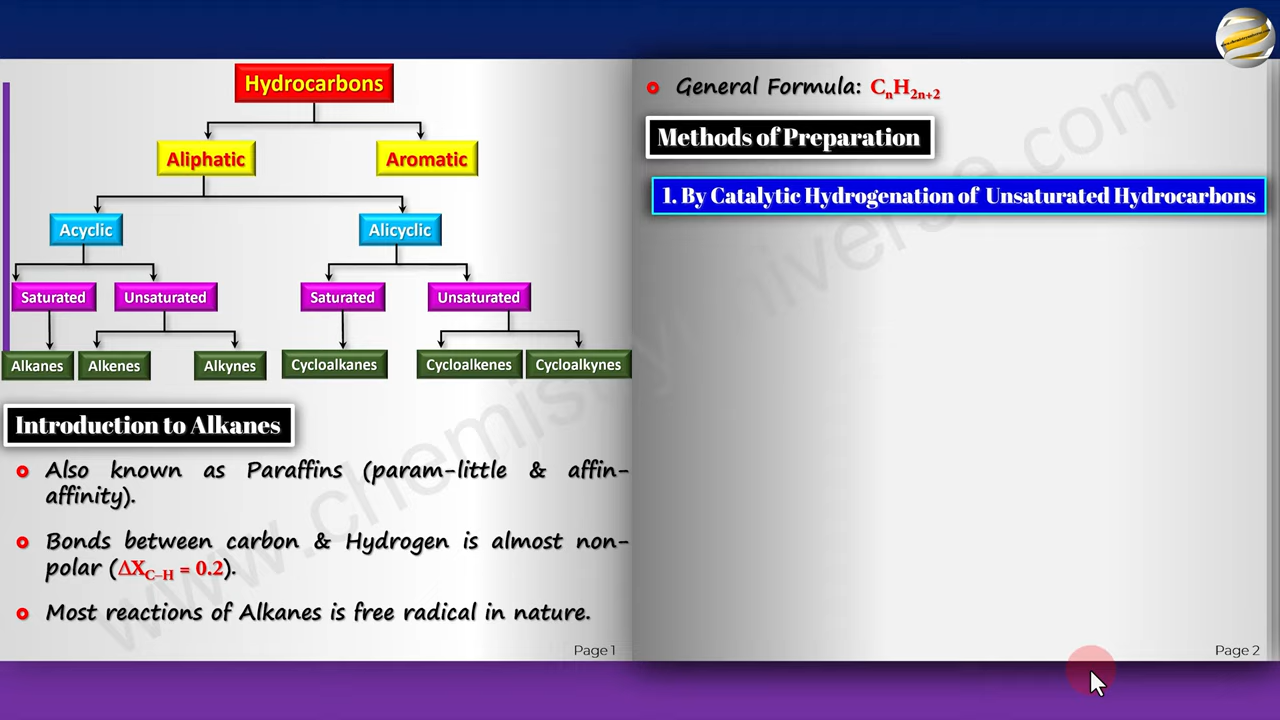 Hydrocarbons
Aliphatic
Aromatic
Acyclic
Alicyclic
Saturated
Unsaturated
Saturated
Unsaturated
Alkanes
Alkenes
Alkynes
Cycloalkanes
Cycloalkenes
Cycloalkynes
Introduction to Alkanes
Also known as Paraffins (param-little & affin-
affinity).
Bonds between carbon & Hydrogen is almost non-
polar (ΔX_C–H = 0.2).
Most reactions of Alkanes is free radical in nature.
Page 1
General Formula: CₙH₂ₙ₊₂
Methods of Preparation
1. By Catalytic Hydrogenation of Unsaturated Hydrocarbons
Page 2